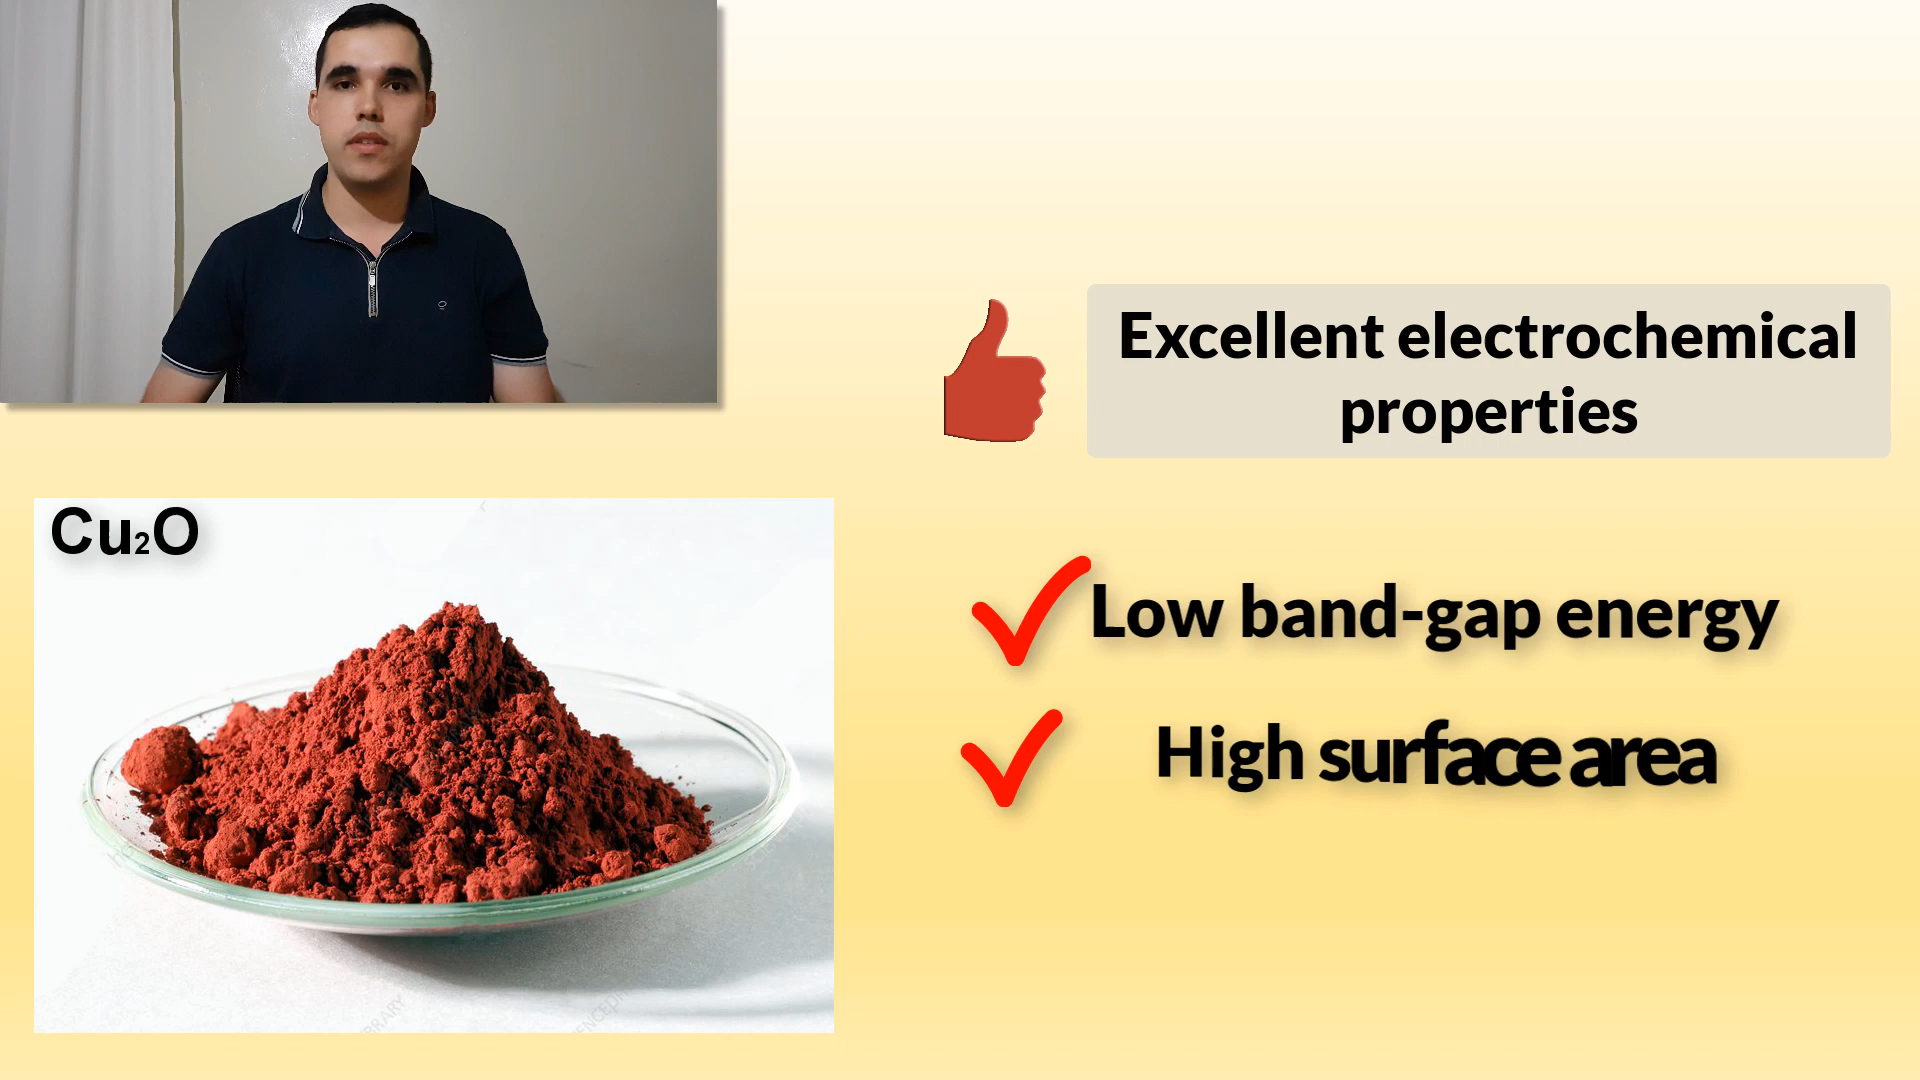 Excellent electrochemical
properties
Cu₂O
Low band-gap energy
High surface area